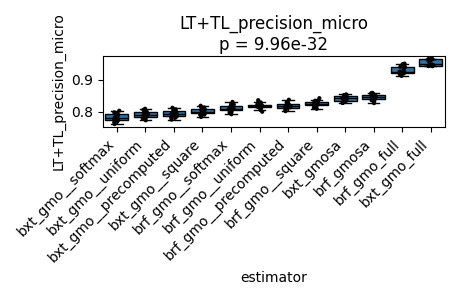 LT+TL_precision_micro
p = 9.96e-32
LT+TL_precision_micro
0.9
0.8
bxt_gmo__softmax
bxt_gmo__uniform
bxt_gmo__precomputed
bxt_gmo__square
brf_gmo__softmax
brf_gmo__uniform
brf_gmo__precomputed
brf_gmo__square
bxt_gmosa
brf_gmosa
brf_gmo_full
bxt_gmo_full
estimator